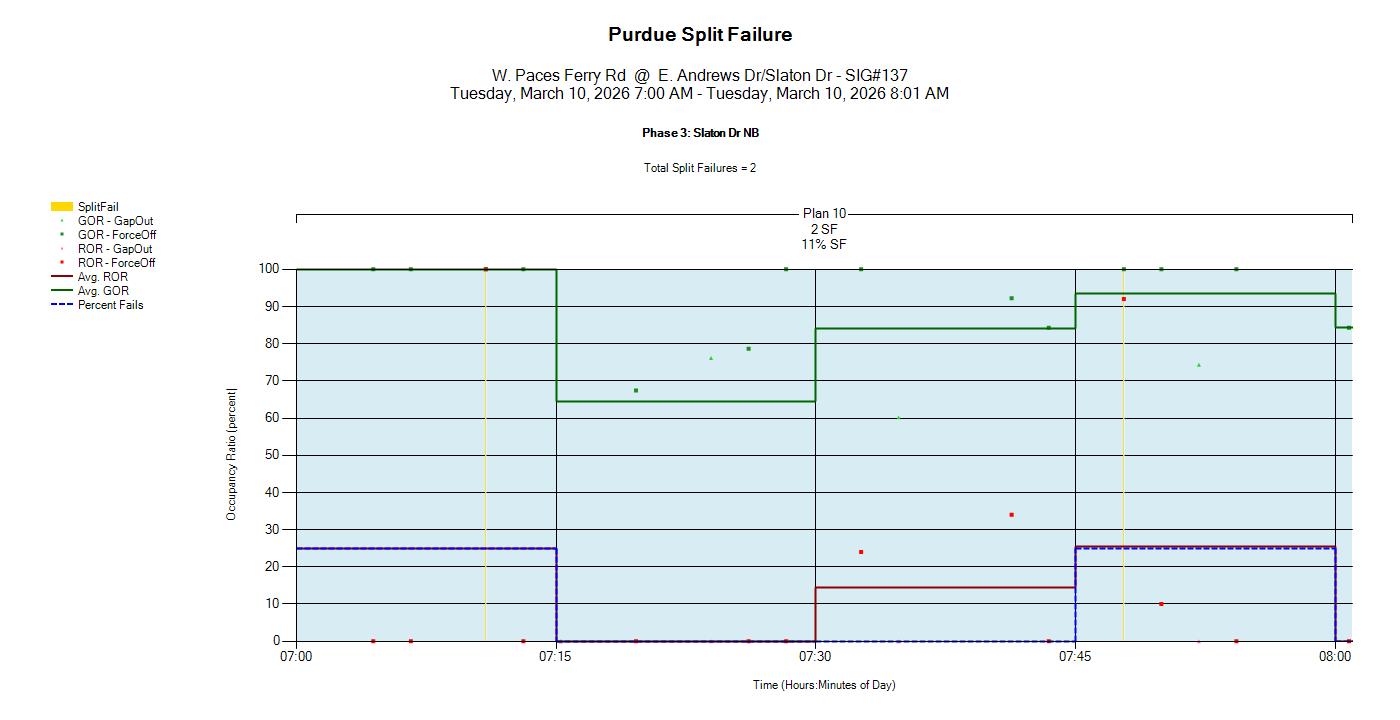 Purdue Split Failure
W. Paces Ferry Rd @ E. Andrews Dr/Slaton Dr - SIG#137
Tuesday, March 10, 2026 7:00 AM - Tuesday, March 10, 2026 8:01 AM
Phase 3: Slaton Dr NB
Total Split Failures = 2
SplitFail
GOR - GapOut
GOR - ForceOff
ROR - GapOut
ROR - ForceOff
Avg. ROR
Avg. GOR
Percent Fails
Plan 10
2 SF
11% SF
100
90
80
70
60
50
40
30
20
10
0
Occupancy Ratio (percent)
07:00
07:15
07:30
07:45
08:00
Time (Hours:Minutes of Day)